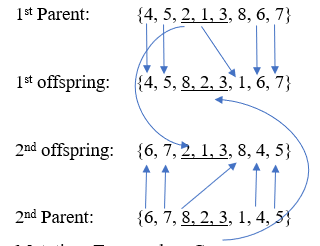 1st Parent: {4, 5, 2, 1, 3, 8, 6, 7}
1st offspring: {4, 5, 8, 2, 3, 1, 6, 7}
2nd offspring: {6, 7, 2, 1, 3, 8, 4, 5}
2nd Parent: {6, 7, 8, 2, 3, 1, 4, 5}